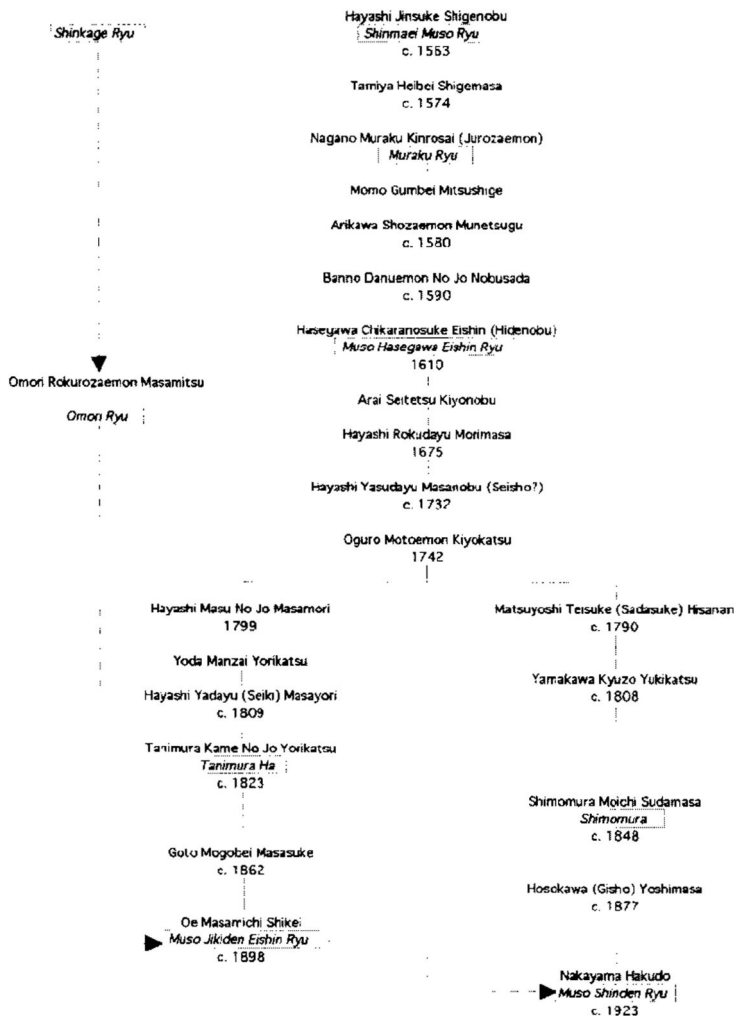 Shinkage Ryu
Hayashi Jinsuke Shigenobu
Shinmaei Muso Ryu
c. 1553
Tamiya Heibei Shigemasa
c. 1574
Nagano Muraku Kinrosai (Jurozaemon)
Muraku Ryu
Momo Gumbei Mitsushige
Arikawa Shozaemon Munetsugu
c. 1580
Banno Danuemon No Jo Nobusada
c. 1590
Hasegawa Chikaranosuke Eishin (Hidenobu)
Muso Hasegawa Eishin Ryu
1610
Omori Rokurozaemon Masamitsu
Omori Ryu
Arai Seitetsu Kiyonobu
Hayashi Rokudayu Morimasa
1675
Hayashi Yasudayu Masanobu (Seisho?)
c. 1732
Oguro Motoemon Kiyokatsu
1742
Hayashi Masu No Jo Masamori
1799
Yoda Manzai Yorikatsu
Hayashi Yadayu (Seiki) Masayori
c. 1809
Tanimura Kame No Jo Yorikatsu
Tanimura Ha
c. 1823
Goto Mogobei Masasuke
c. 1862
Oe Masamichi Shikei
Muso Jikiden Eishin Ryu
c. 1898
Matsuyoshi Teisuke (Sadasuke) Hisanari
c. 1790
Yamakawa Kyuzo Yukikatsu
c. 1808
Shimomura Moichi Sudamasa
Shimomura
c. 1848
Hosokawa (Gisho) Yoshimasa
c. 1877
Nakayama Hakudo
Muso Shinden Ryu
c. 1923